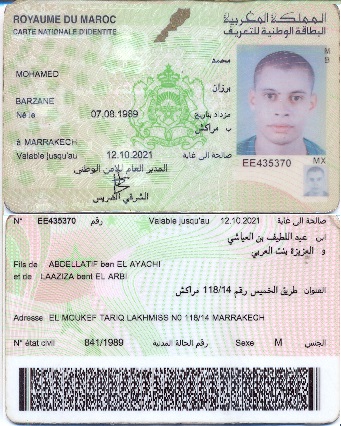 ROYAUME DU MAROC
المملكة المغربية
CARTE NATIONALE D'IDENTITE
البطاقة الوطنية للتعريف
MOHAMED
محمد
BARZANE
برزان
Né le 07.08.1989 مزداد بتاريخ
ب مراكش
à MARRAKECH
Valable jusqu'au 12.10.2021 صالحة الى غاية
المدير العام للأمن الوطني
الشرقي الضريس
EE435370
N° EE435370 رقم Valable jusqu'au 12.10.2021 صالحة الى غاية
ابن عبد اللطيف بن العياشي
و العزيزة بنت العربي
Fils de ABDELLATIF ben EL AYACHI
et de LAAZIZA bent EL ARBI
العنوان طريق الخميس رقم 118/14 مراكش
Adresse EL MOUKEF TARIQ LAKHMISS N0 118/14 MARRAKECH
N° état civil 841/1989 رقم الحالة المدنية Sexe M الجنس